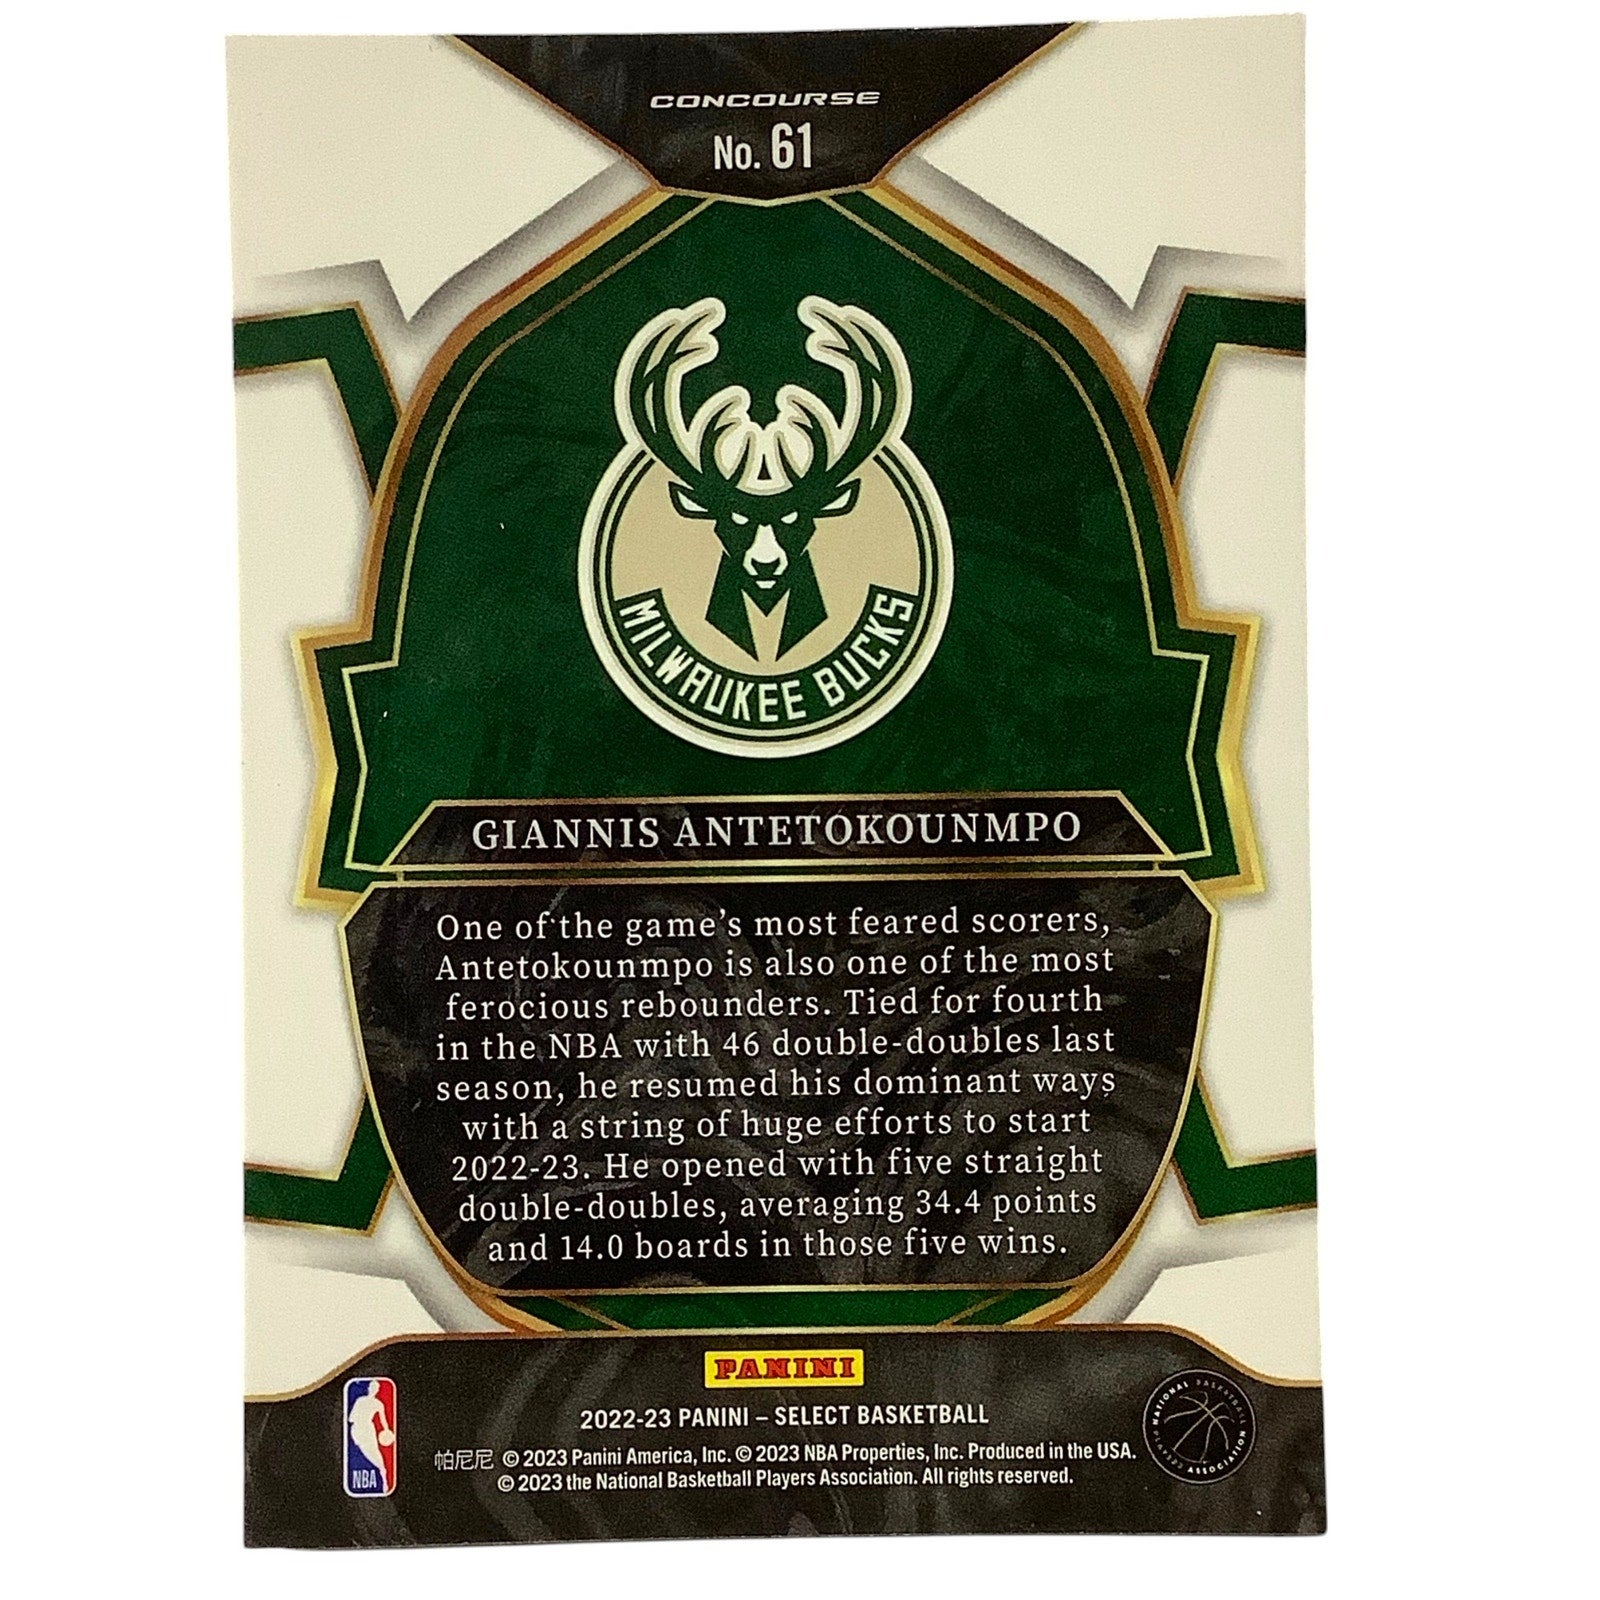 CONCOURSE
No. 61
MILWAUKEE BUCKS
GIANNIS ANTETOKOUNMPO
One of the game's most feared scorers,
Antetokounmpo is also one of the most
ferocious rebounders. Tied for fourth
in the NBA with 46 double-doubles last
season, he resumed his dominant ways
with a string of huge efforts to start
2022-23. He opened with five straight
double-doubles, averaging 34.4 points
and 14.0 boards in those five wins.
PANINI
2022-23 PANINI – SELECT BASKETBALL
帕尼尼 © 2023 Panini America, Inc. © 2023 NBA Properties, Inc. Produced in the USA.
© 2023 the National Basketball Players Association. All rights reserved.
NBA
NATIONAL BASKETBALL
PLAYERS ASSOCIATION